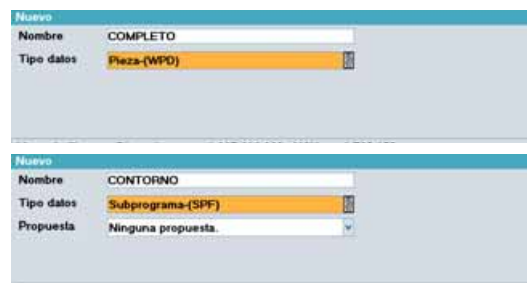 Nuevo
Nombre COMPLETO
Tipo datos Pieza-(WPD)
Nuevo
Nombre CONTORNO
Tipo datos Subprograma-(SPF)
Propuesta Ninguna propuesta.